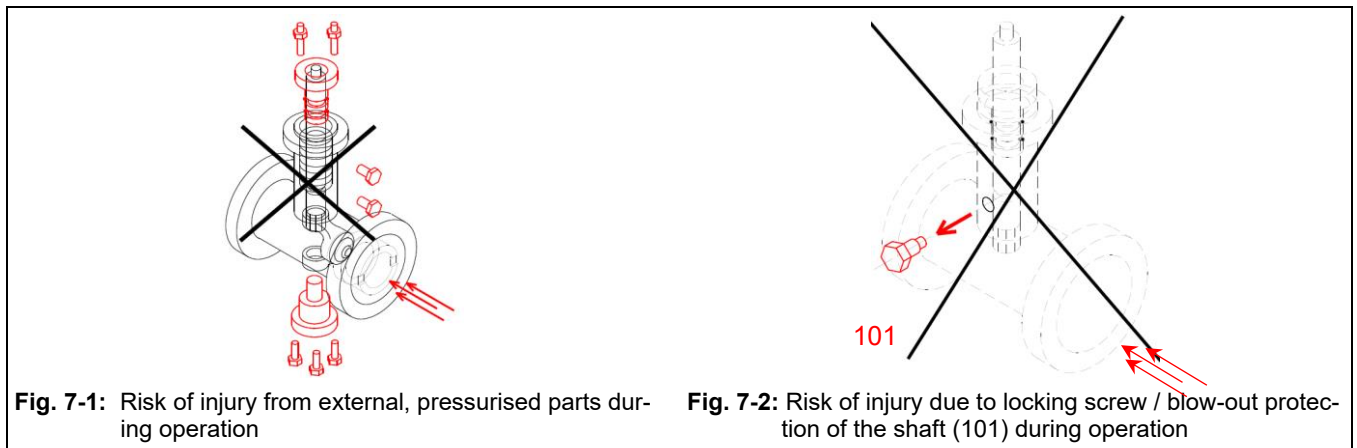 101
Fig. 7-1: Risk of injury from external, pressurised parts dur-
ing operation
Fig. 7-2: Risk of injury due to locking screw / blow-out protec-
tion of the shaft (101) during operation